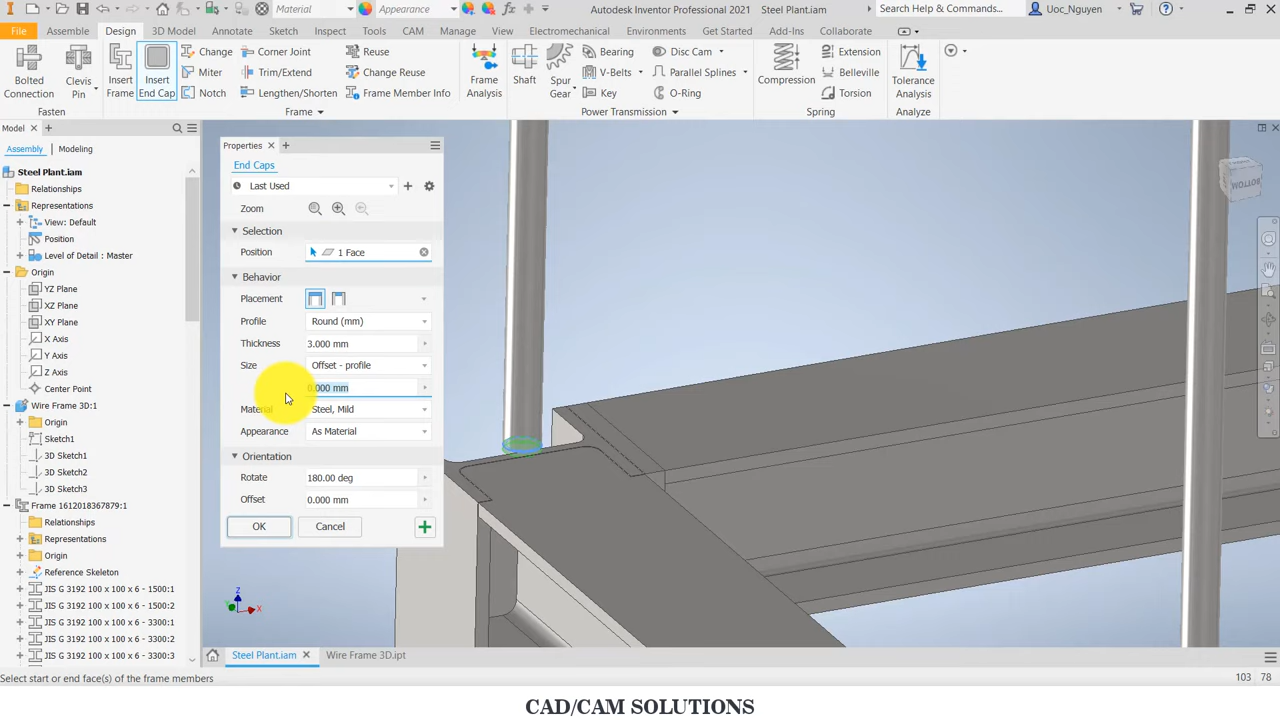 Material Appearance Autodesk Inventor Professional 2021 Steel Plant.iam Search Help & Commands... Uoc_Nguyen
File Assembly Design 3D Model Annotate Sketch Inspect Tools CAM Manage View Electromechanical Environments Get Started Add-Ins Collaborate
Bolted Connection
Clevis Pin
Insert Frame
Insert End Cap
Change
Miter
Notch
Corner Joint
Trim/Extend
Lengthen/Shorten
Reuse
Change Reuse
Frame Member Info
Frame Analysis
Shaft
Spur Gear
Bearing
V-Belts
Key
Disc Cam
Parallel Splines
O-Ring
Compression
Extension
Belleville
Torsion
Tolerance Analysis
Fasten Frame Power Transmission Spring Analyze
Model
Assembly Modeling
Steel Plant.iam
Relationships
Representations
View: Default
Position
Level of Detail : Master
Origin
YZ Plane
XZ Plane
XY Plane
X Axis
Y Axis
Z Axis
Center Point
Wire Frame 3D:1
Origin
Sketch1
3D Sketch1
3D Sketch2
3D Sketch3
Frame 1612018367879:1
Relationships
Representations
Origin
Reference Skeleton
JIS G 3192 100 x 100 x 6 - 1500:1
JIS G 3192 100 x 100 x 6 - 1500:2
JIS G 3192 100 x 100 x 6 - 3300:1
JIS G 3192 100 x 100 x 6 - 3300:2
JIS G 3192 100 x 100 x 6 - 3300:3
Properties
End Caps
Last Used
Zoom
Selection
Position 1 Face
Behavior
Placement
Profile Round (mm)
Thickness 3.000 mm
Size Offset - profile
0.000 mm
Material Steel, Mild
Appearance As Material
Orientation
Rotate 180.00 deg
Offset 0.000 mm
OK Cancel
BOTTOM
Z
X
Steel Plant.iam Wire Frame 3D.ipt
Select start or end face(s) of the frame members 103 78
CAD/CAM SOLUTIONS